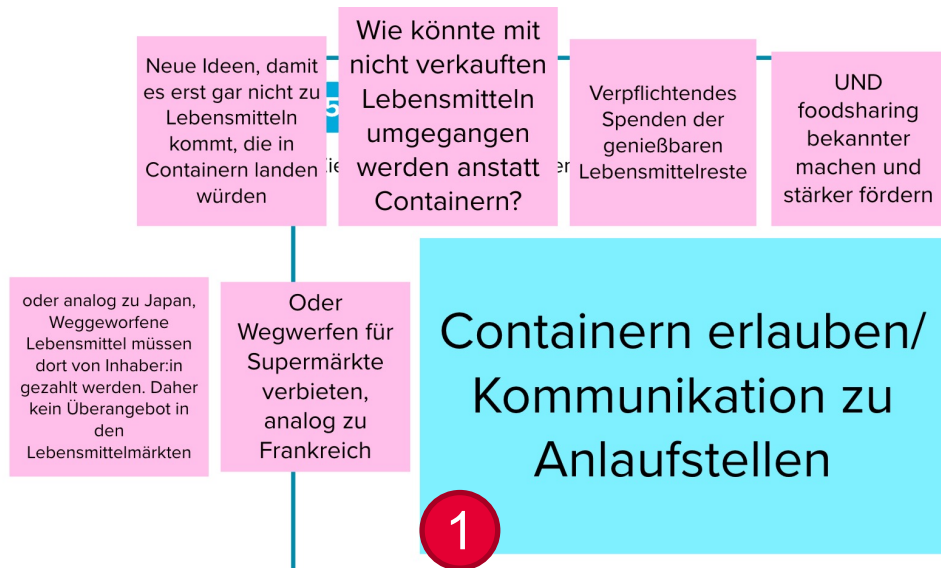 Neue Ideen, damit
es erst gar nicht zu
Lebensmitteln
kommt, die in
Containern landen
würden
Wie könnte mit
nicht verkauften
Lebensmitteln
umgegangen
werden anstatt
Containern?
Verpflichtendes
Spenden der
genießbaren
Lebensmittelreste
UND
foodsharing
bekannter
machen und
stärker fördern
5
oder analog zu Japan,
Weggeworfene
Lebensmittel müssen
dort von Inhaber:in
gezahlt werden. Daher
kein Überangebot in
den
Lebensmittelmärkten
Oder
Wegwerfen für
Supermärkte
verbieten,
analog zu
Frankreich
Containern erlauben/
Kommunikation zu
Anlaufstellen
1